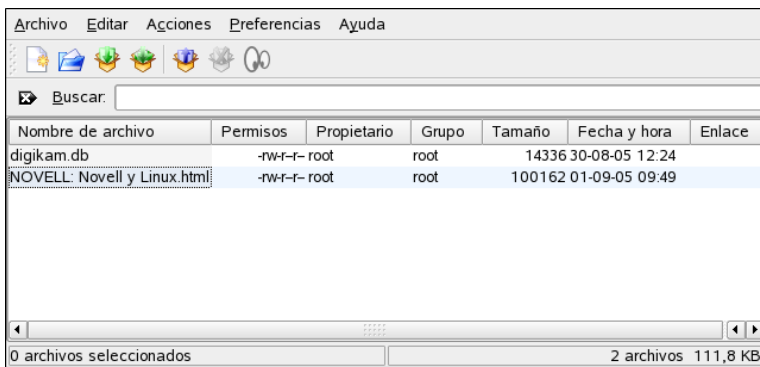 Archivo Editar Acciones Preferencias Ayuda
Buscar:
Nombre de archivo Permisos Propietario Grupo Tamaño Fecha y hora Enlace
digikam.db -rw-r--r-- root root 14336 30-08-05 12:24
NOVELL: Novell y Linux.html -rw-r--r-- root root 100162 01-09-05 09:49
0 archivos seleccionados 2 archivos 111,8 KB